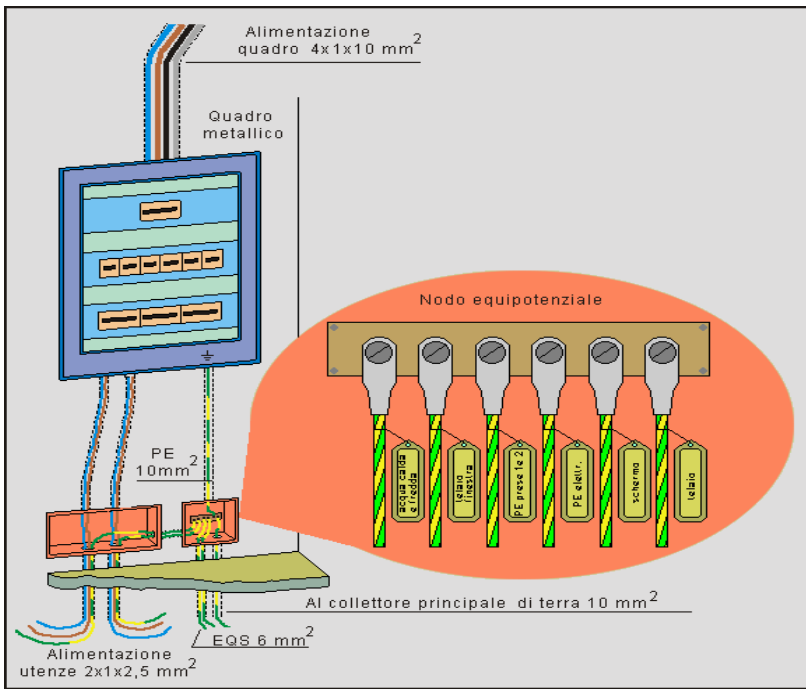 Alimentazione
quadro 4x1x10 mm²
Quadro
metallico
Nodo equipotenziale
PE
10mm²
acqua calda
e fredda
telaio
finestra
PE prese 1e 2
PE elettr.
schermo
telaio
Al collettore principale di terra 10 mm²
EQS 6 mm²
Alimentazione
utenze 2x1x2,5 mm²